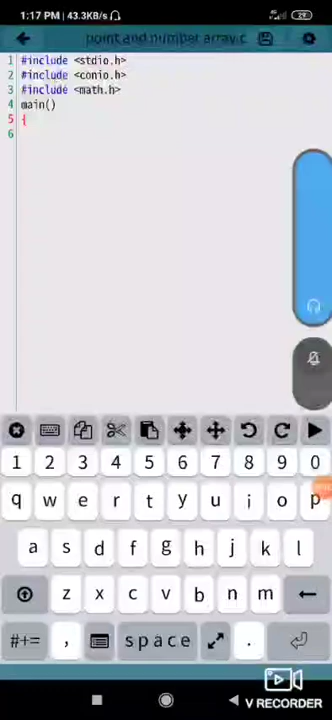 1:17 PM 43.3KB/s 29
point and number array.c
1 #include <stdio.h>
2 #include <conio.h>
3 #include <math.h>
4 main()
5 {
6
1 2 3 4 5 6 7 8 9 0
q w e r t y u i o p
a s d f g h j k l
z x c v b n m
#+= , space .
V RECORDER